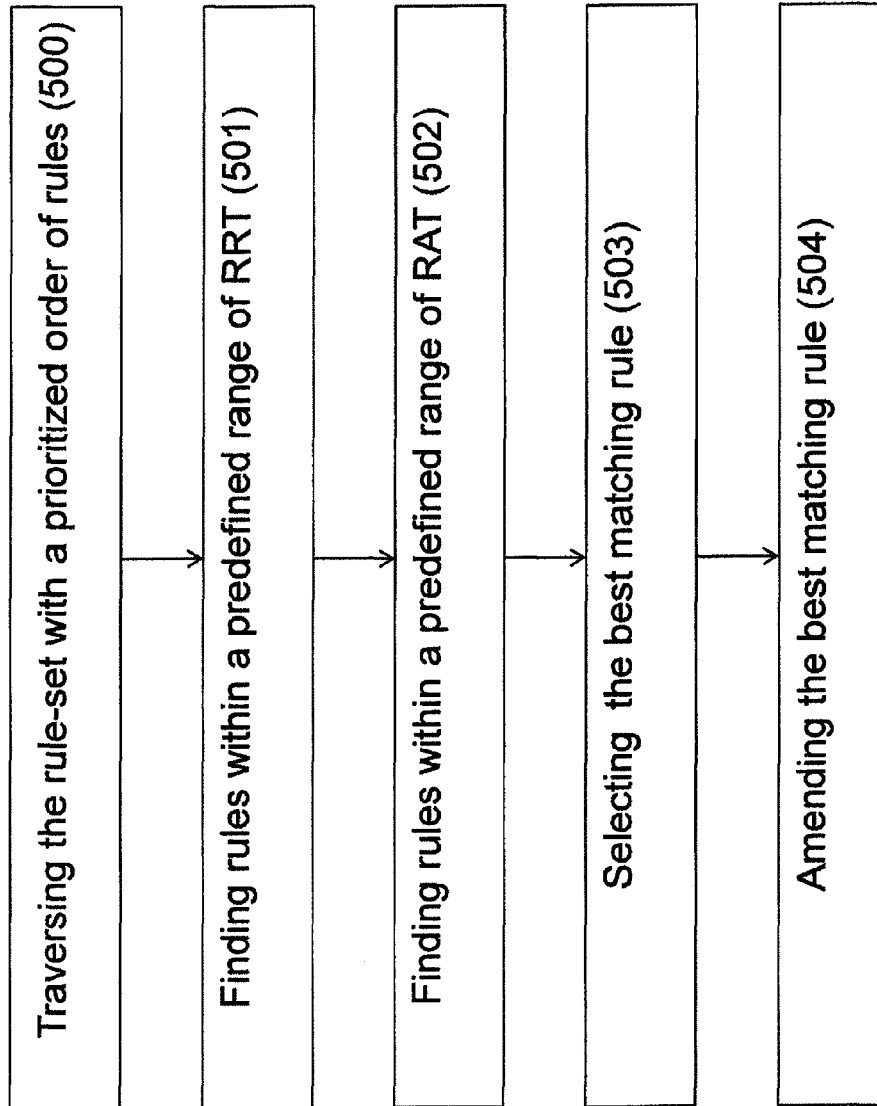 Traversing the rule-set with a prioritized order of rules (500)
Finding rules within a predefined range of RRT (501)
Finding rules within a predefined range of RAT (502)
Selecting the best matching rule (503)
Amending the best matching rule (504)